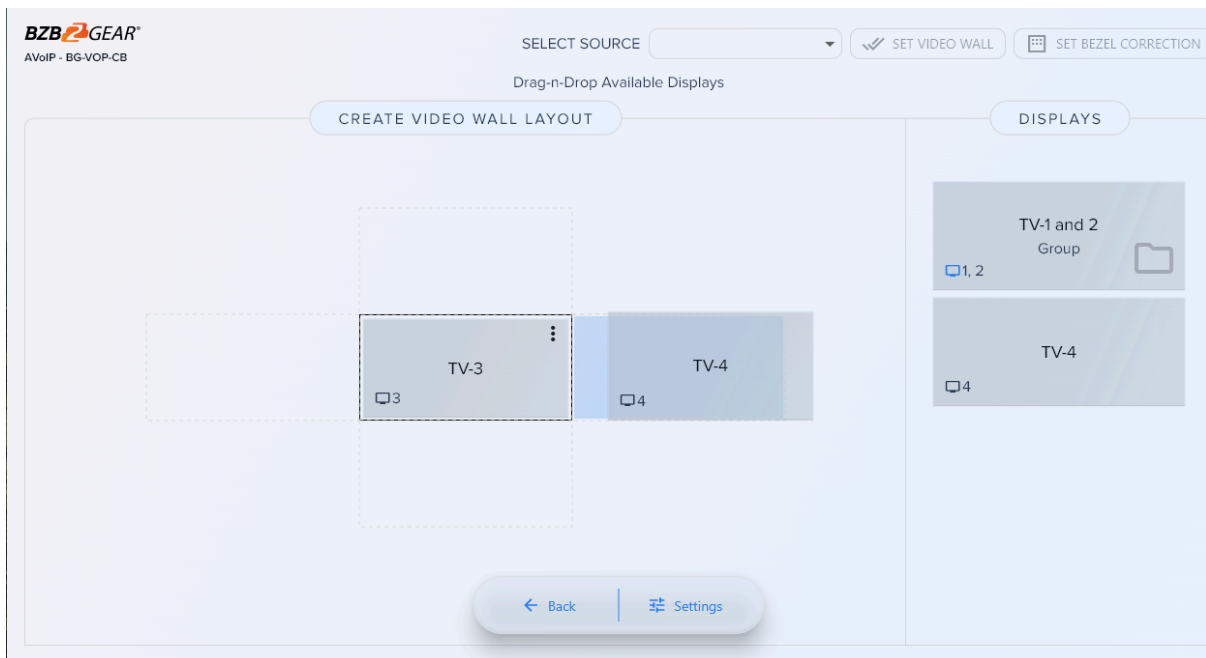 BZB GEAR®
AVoIP - BG-VOP-CB
SELECT SOURCE
SET VIDEO WALL
SET BEZEL CORRECTION
Drag-n-Drop Available Displays
CREATE VIDEO WALL LAYOUT
DISPLAYS
TV-1 and 2
Group
1, 2
TV-3
3
TV-4
4
TV-4
4
Back
Settings